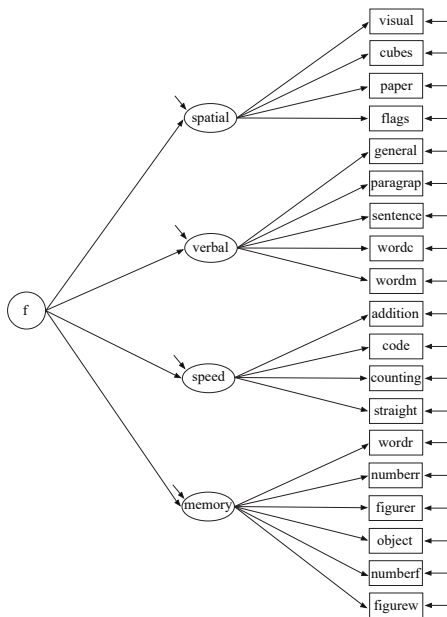 visual
cubes
paper
flags
spatial
general
paragrap
sentence
wordc
wordm
verbal
f
addition
code
counting
straight
speed
wordr
numberr
figurer
object
numberf
figurew
memory